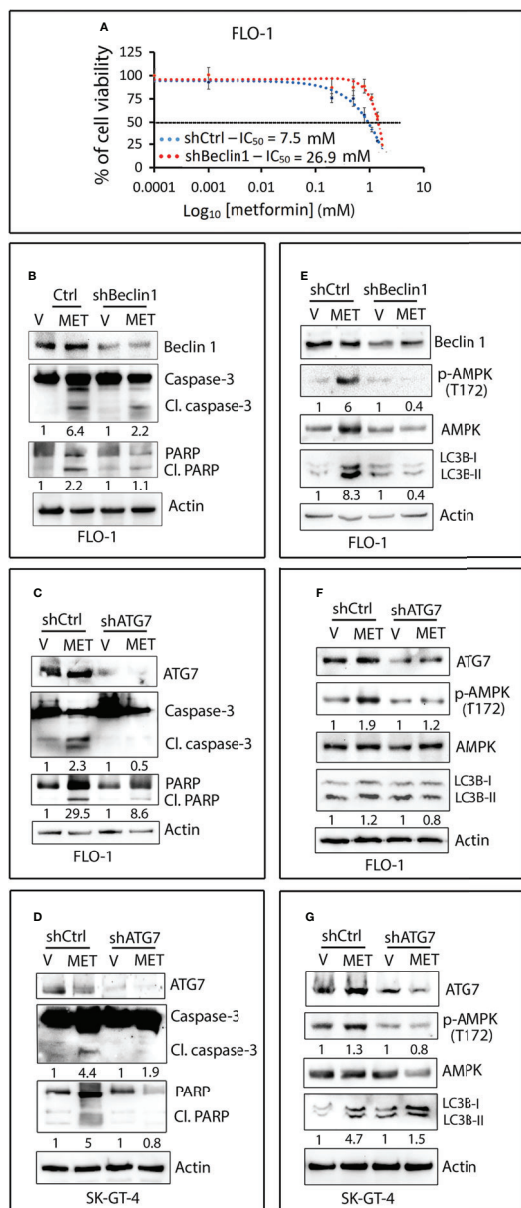 A
FLO-1
% of cell viability
125
100
75
50
25
0
shCtrl – IC50 = 7.5 mM
shBeclin1 – IC50 = 26.9 mM
0.0001 0.001 0.01 0.1 1 10
Log10 [metformin] (mM)
B
Ctrl shBeclin1
V MET V MET
Beclin 1
Caspase-3
Cl. caspase-3
1 6.4 1 2.2
PARP
Cl. PARP
1 2.2 1 1.1
Actin
FLO-1
E
shCtrl shBeclin1
V MET V MET
Beclin 1
p-AMPK
(T172)
1 6 1 0.4
AMPK
LC3B-I
LC3B-II
1 8.3 1 0.4
Actin
FLO-1
C
shCtrl shATG7
V MET V MET
ATG7
Caspase-3
Cl. caspase-3
1 2.3 1 0.5
PARP
Cl. PARP
1 29.5 1 8.6
Actin
FLO-1
F
shCtrl shATG7
V MET V MET
ATG7
p-AMPK
(T172)
1 1.9 1 1.2
AMPK
LC3B-I
LC3B-II
1 1.2 1 0.8
Actin
FLO-1
D
shCtrl shATG7
V MET V MET
ATG7
Caspase-3
Cl. caspase-3
1 4.4 1 1.9
PARP
Cl. PARP
1 5 1 0.8
Actin
SK-GT-4
G
shCtrl shATG7
V MET V MET
ATG7
p-AMPK
(T172)
1 1.3 1 0.8
AMPK
LC3B-I
LC3B-II
1 4.7 1 1.5
Actin
SK-GT-4